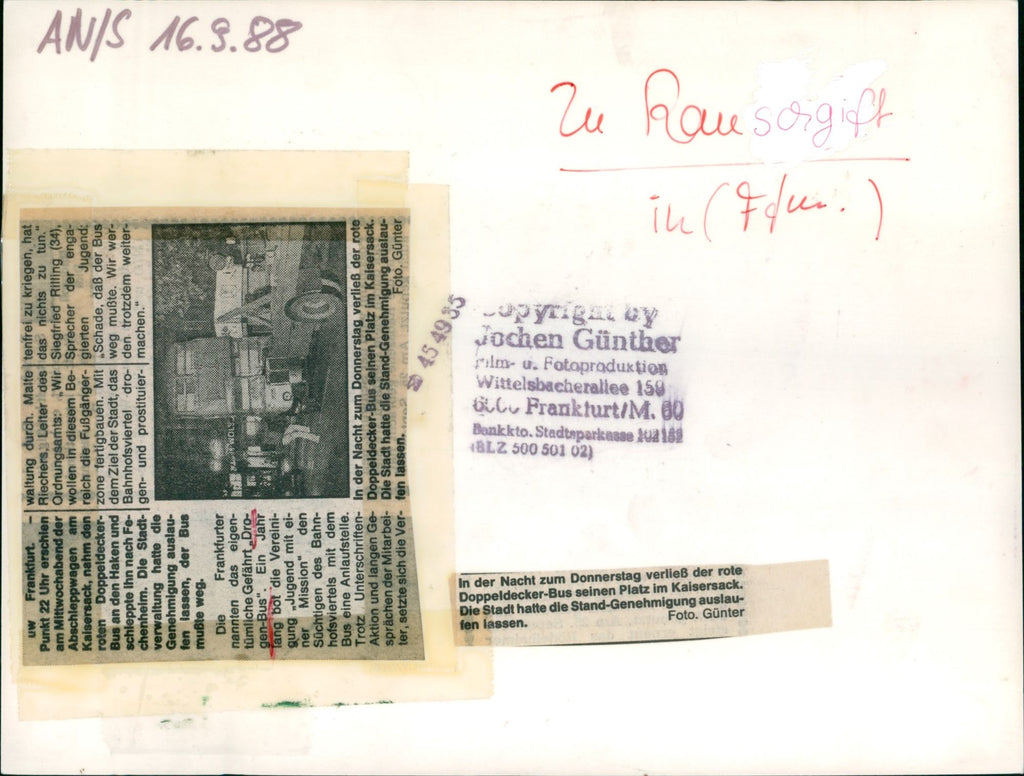 AN/S 16.9.88
Zu Rauschgift
in (Ffm.)
uw Frankfurt. –
Punkt 22 Uhr erschien
am Mittwochabend der
Abschleppwagen am
Kaisersack, nahm den
roten Doppeldecker-
Bus an den Haken und
schleppte ihn nach Fe-
chenheim. Die Stadt-
verwaltung hatte die
Genehmigung auslau-
fen lassen, der Bus
mußte weg.
Die Frankfurter
nannten das eigen-
tümliche Gefährt „Dro-
gen-Bus“. Ein Jahr
lang bot die Vereini-
gung „Jugend mit ei-
ner Mission“ den
Süchtigen des Bahn-
hofsviertels mit dem
Bus eine Anlaufstelle.
Trotz Unterschriften-
Aktion und langen Ge-
sprächen der Mitarbei-
ter, setzte sich die Ver-
waltung durch. Malte
Riechers, Leiter des
Ordnungsamts: „Wir
wollen in diesem Be-
reich die Fußgänger-
zone fertigbauen. Mit
dem Ziel der Stadt, das
Bahnhofsviertel dro-
gen- und prostituier-
tenfrei zu kriegen, hat
das nichts zu tun.“
Siegfried Rilling (34),
Sprecher der enga-
gierten Jugend:
„Schade, daß der Bus
weg mußte. Wir wer-
den trotzdem weiter-
machen.“
In der Nacht zum Donnerstag verließ der rote
Doppeldecker-Bus seinen Platz im Kaisersack.
Die Stadt hatte die Stand-Genehmigung auslau-
fen lassen. Foto. Günter
Copyright by
Jochen Günther
Film- u. Fotoproduktion
Wittelsbacherallee 159
6000 Frankfurt/M. 60
Bankkto. Stadtsparkasse
(BLZ 500 501 02)
45 49 35
In der Nacht zum Donnerstag verließ der rote
Doppeldecker-Bus seinen Platz im Kaisersack.
Die Stadt hatte die Stand-Genehmigung auslau-
fen lassen. Foto. Günter